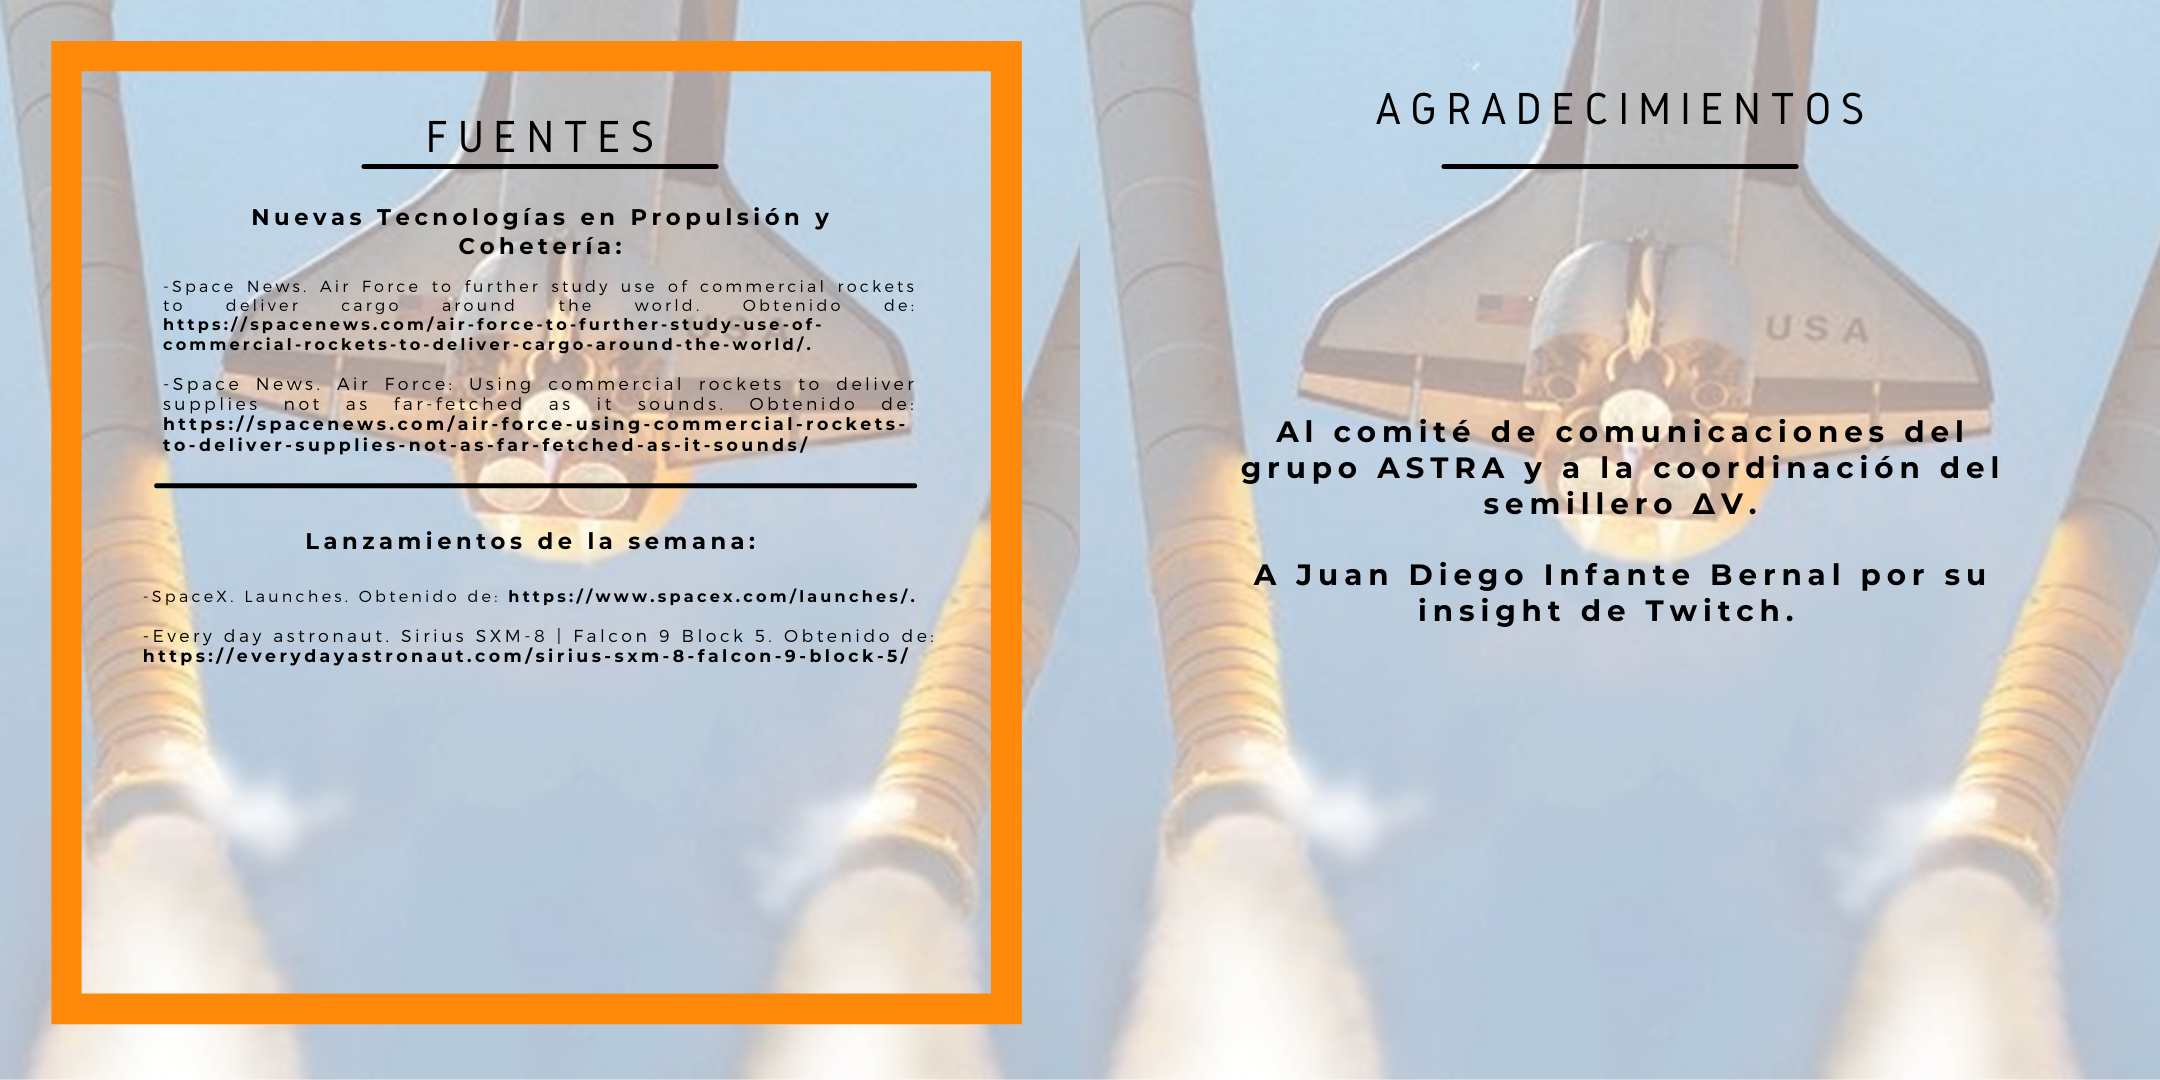 FUENTES
Nuevas Tecnologías en Propulsión y
Cohetería:
-Space News. Air Force to further study use of commercial rockets
to deliver cargo around the world. Obtenido de:
https://spacenews.com/air-force-to-further-study-use-of-
commercial-rockets-to-deliver-cargo-around-the-world/.
-Space News. Air Force: Using commercial rockets to deliver
supplies not as far-fetched as it sounds. Obtenido de:
https://spacenews.com/air-force-using-commercial-rockets-
to-deliver-supplies-not-as-far-fetched-as-it-sounds/
Lanzamientos de la semana:
-SpaceX. Launches. Obtenido de: https://www.spacex.com/launches/.
-Every day astronaut. Sirius SXM-8 | Falcon 9 Block 5. Obtenido de:
https://everydayastronaut.com/sirius-sxm-8-falcon-9-block-5/
AGRADECIMIENTOS
USA
Al comité de comunicaciones del
grupo ASTRA y a la coordinación del
semillero ΔV.
A Juan Diego Infante Bernal por su
insight de Twitch.